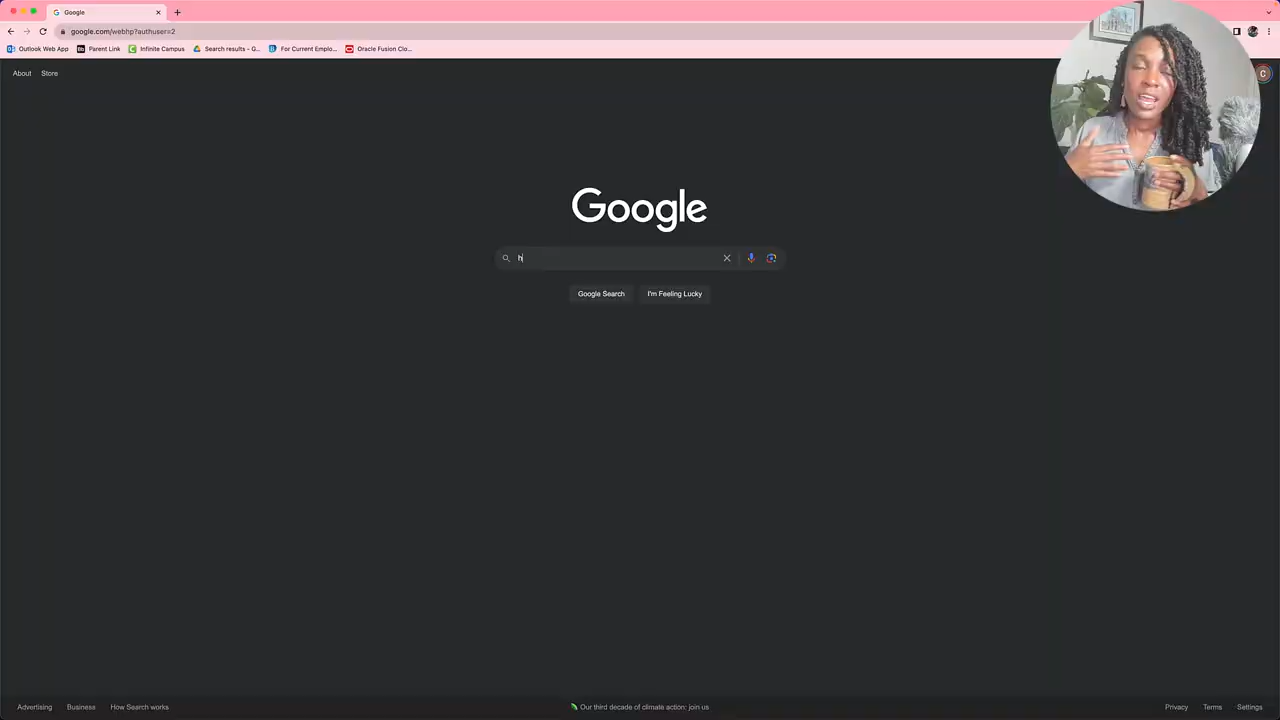 Google
google.com/webhp?authuser=2
Outlook Web App Parent Link Infinite Campus Search results - G... For Current Emplo... Oracle Fusion Clo...
About Store C
Google
h
Google Search I'm Feeling Lucky
Advertising Business How Search works Our third decade of climate action: join us Privacy Terms Settings